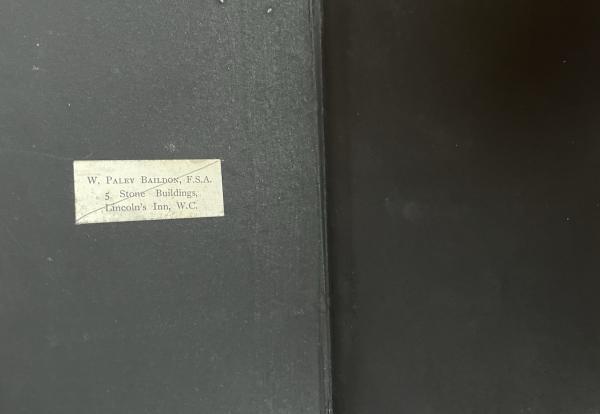 W. Paley Baildon, F.S.A.
5 Stone Buildings,
Lincoln's Inn, W.C.